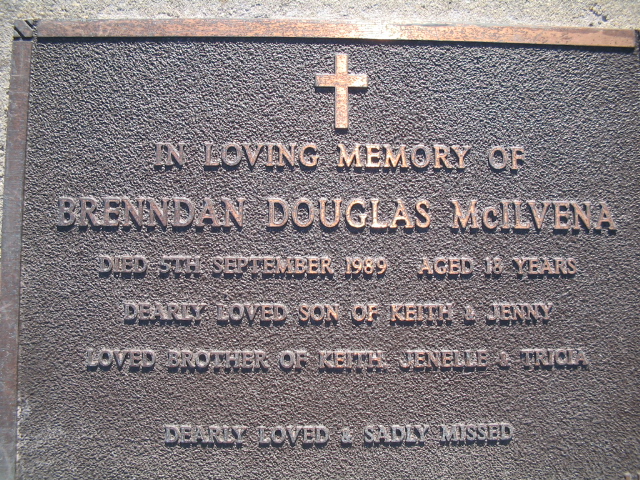 IN LOVING MEMORY OF
BRENNDAN DOUGLAS McILVENA
DIED 5TH SEPTEMBER 1989 AGED 18 YEARS
DEARLY LOVED SON OF KEITH & JENNY
LOVED BROTHER OF KEITH, JENELLE & TRICIA
DEARLY LOVED & SADLY MISSED